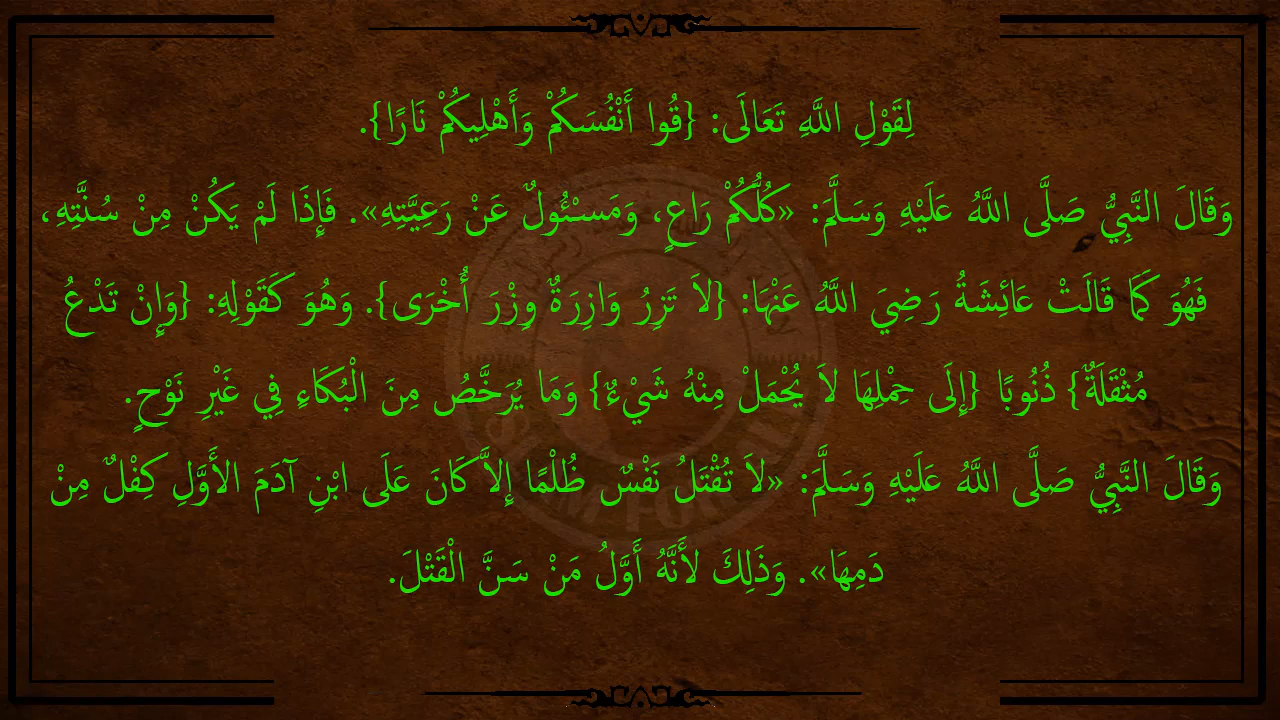 لِقَوْلِ اللَّهِ تَعَالَى: {قُوا أَنْفُسَكُمْ وَأَهْلِيكُمْ نَارًا}.
وَقَالَ النَّبِيُّ صَلَّى اللَّهُ عَلَيْهِ وَسَلَّمَ: «كُلُّكُمْ رَاعٍ، وَمَسْئُولٌ عَنْ رَعِيَّتِهِ». فَإِذَا لَمْ يَكُنْ مِنْ سُنَّتِهِ،
فَهُوَ كَمَا قَالَتْ عَائِشَةُ رَضِيَ اللَّهُ عَنْهَا: {لاَ تَزِرُ وَازِرَةٌ وِزْرَ أُخْرَى}. وَهُوَ كَقَوْلِهِ: {وَإِنْ تَدْعُ
مُثْقَلَةٌ} ذُنُوبًا {إِلَى حِمْلِهَا لاَ يُحْمَلْ مِنْهُ شَيْءٌ} وَمَا يُرَخَّصُ مِنَ الْبُكَاءِ فِي غَيْرِ نَوْحٍ.
وَقَالَ النَّبِيُّ صَلَّى اللَّهُ عَلَيْهِ وَسَلَّمَ: «لاَ تُقْتَلُ نَفْسٌ ظُلْمًا إِلاَّ كَانَ عَلَى ابْنِ آدَمَ الأَوَّلِ كِفْلٌ مِنْ
دَمِهَا». وَذَلِكَ لأَنَّهُ أَوَّلُ مَنْ سَنَّ الْقَتْلَ.